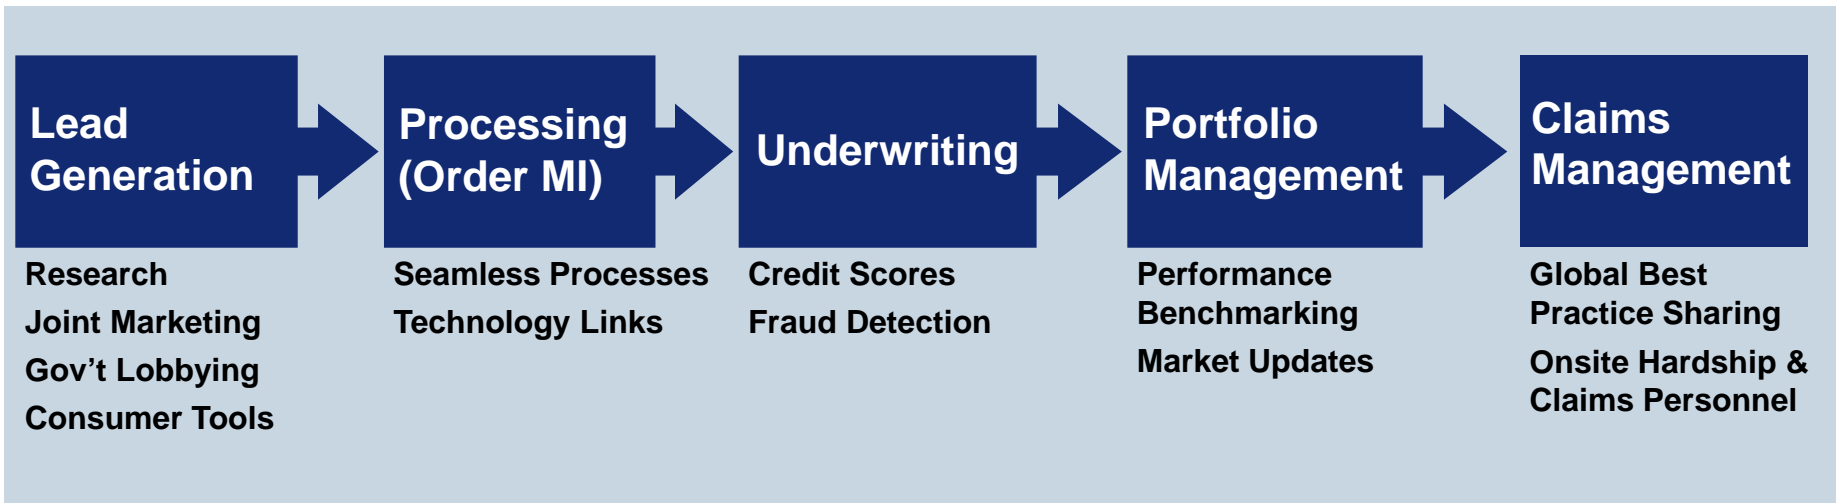 Lead
Generation
Processing
(Order MI)
Underwriting
Portfolio
Management
Claims
Management
Research
Joint Marketing
Gov’t Lobbying
Consumer Tools
Seamless Processes
Technology Links
Credit Scores
Fraud Detection
Performance
Benchmarking
Market Updates
Global Best
Practice Sharing
Onsite Hardship &
Claims Personnel